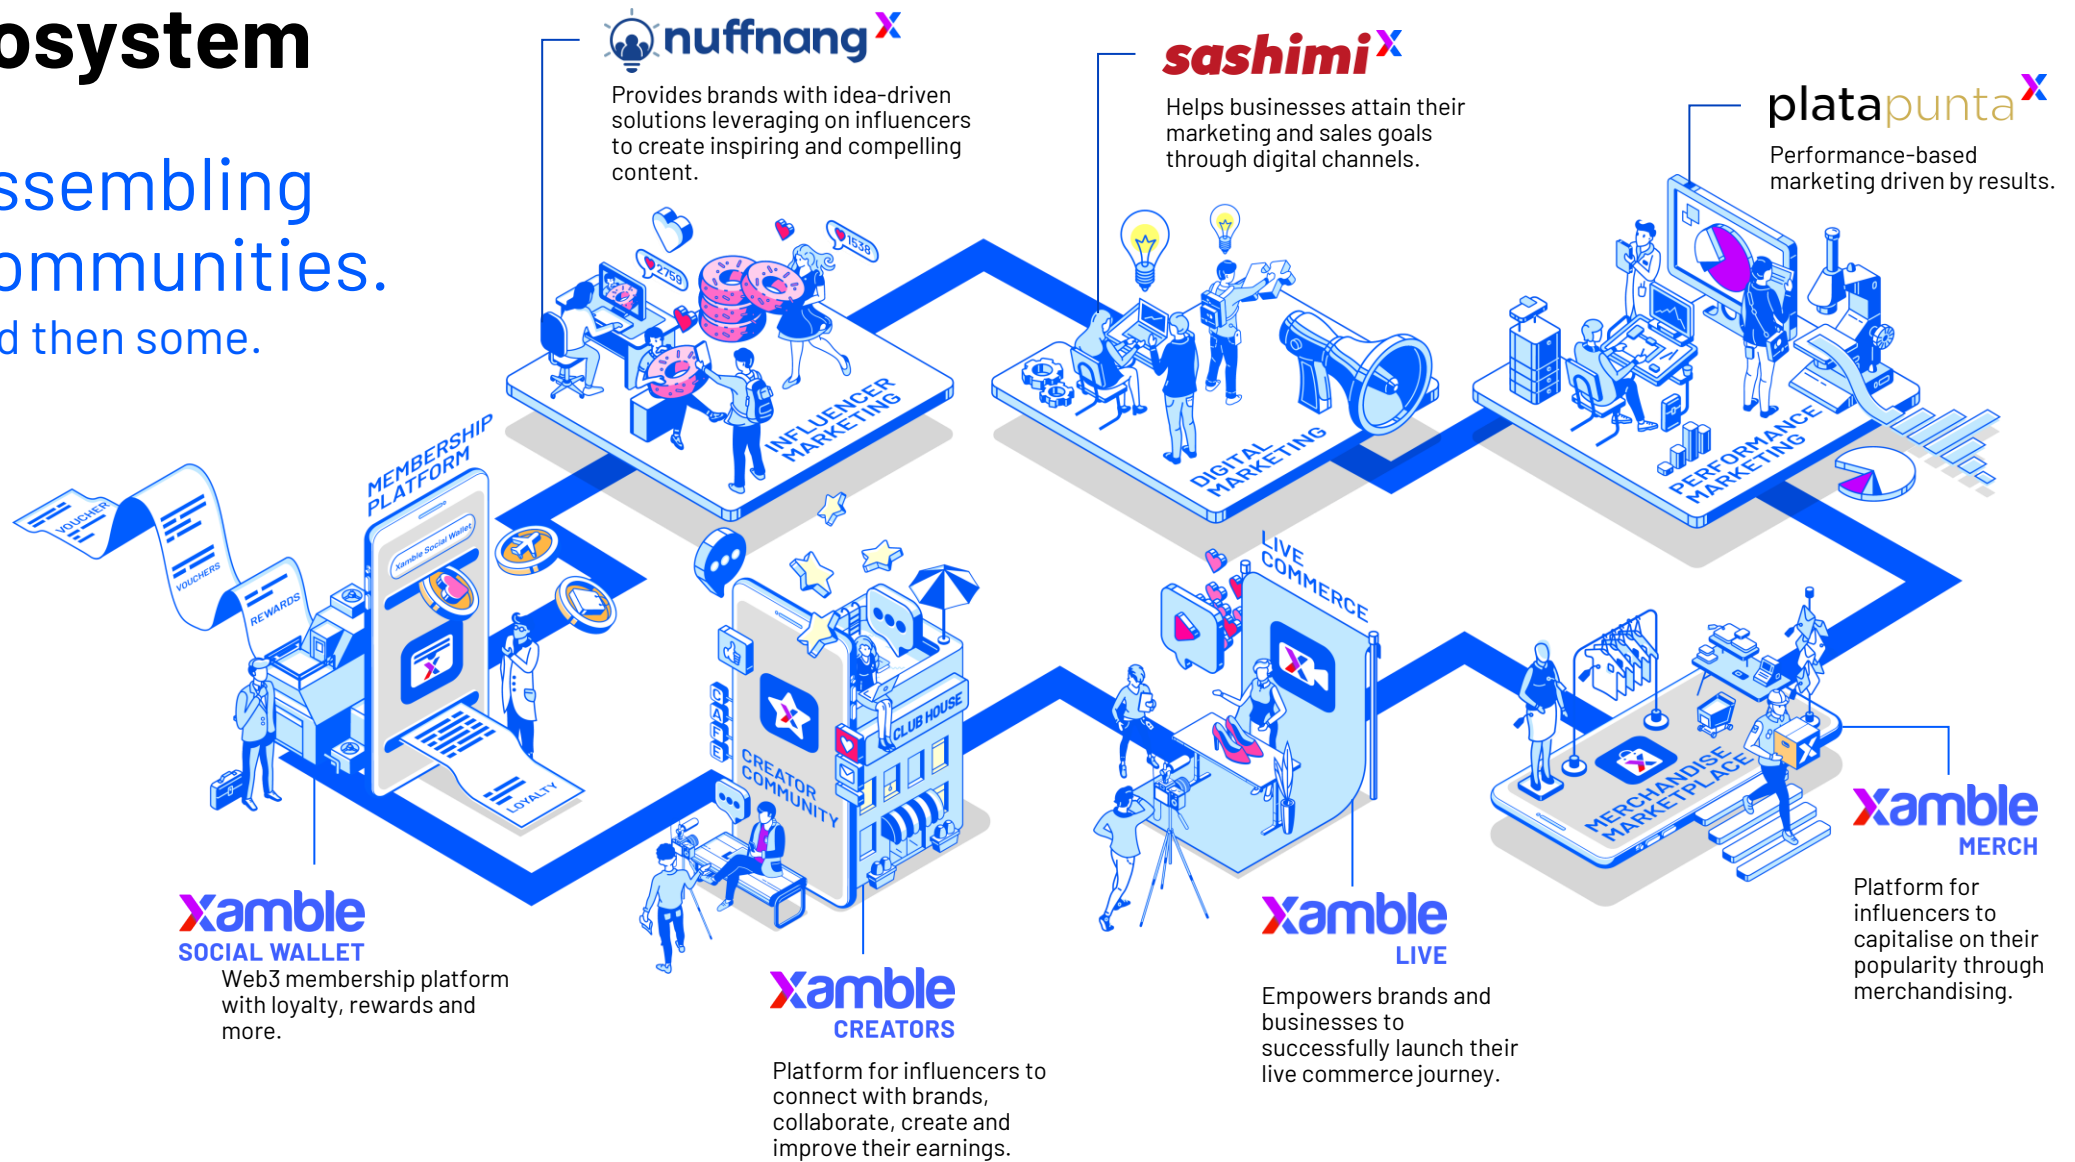 osystem
ssembling
ommunities.
d then some.
nuffnang
Provides brands with idea-driven
solutions leveraging on influencers
to create inspiring and compelling
content.
sashimi
Helps businesses attain their
marketing and sales goals
through digital channels.
platapunta
Performance-based
marketing driven by results.
2759
1538
INFLUENCER
MARKETING
DIGITAL
MARKETING
PERFORMANCE
MARKETING
MEMBERSHIP
PLATFORM
Xamble Social Wallet
VOUCHER
VOUCHERS
REWARDS
LOYALTY
CAFE
CREATOR
COMMUNITY
CLUB HOUSE
LIVE
COMMERCE
MERCHANDISE
MARKETPLACE
xamble
SOCIAL WALLET
Web3 membership platform
with loyalty, rewards and
more.
xamble
CREATORS
Platform for influencers to
connect with brands,
collaborate, create and
improve their earnings.
xamble
LIVE
Empowers brands and
businesses to
successfully launch their
live commerce journey.
xamble
MERCH
Platform for
influencers to
capitalise on their
popularity through
merchandising.